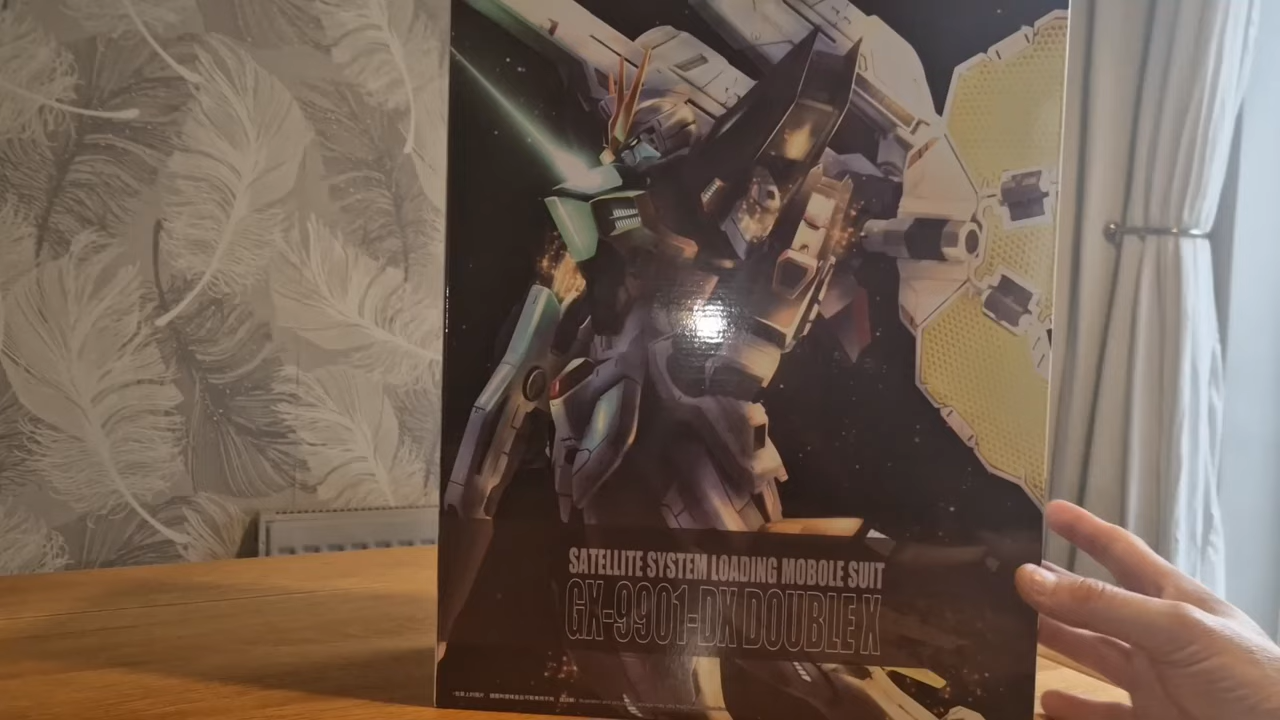 SATELLITE SYSTEM LOADING MOBOLE SUIT
GX-9901-DX DOUBLE X